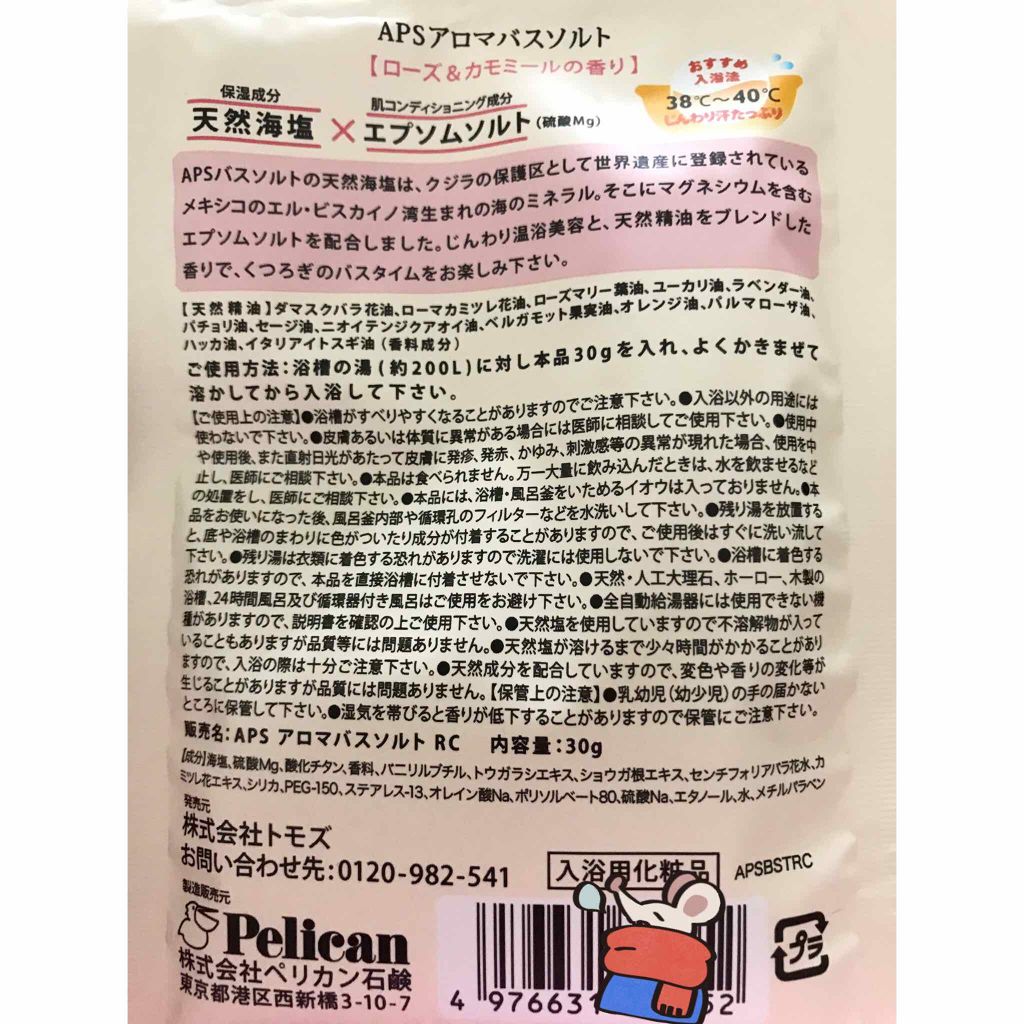 APSアロマバスソルト
【ローズ&カモミールの香り】
おすすめ
入浴法
38℃〜40℃
じんわり汗たっぷり
保湿成分
天然海塩
×
肌コンディショニング成分
エプソムソルト(硫酸Mg)
APSバスソルトの天然海塩は、クジラの保護区として世界遺産に登録されている
メキシコのエル・ビスカイノ湾生まれの海のミネラル。そこにマグネシウムを含む
エプソムソルトを配合しました。じんわり温浴美容と、天然精油をブレンドした
香りで、くつろぎのバスタイムをお楽しみ下さい。
【天然精油】ダマスクバラ花油、ローマカミツレ花油、ローズマリー葉油、ユーカリ油、ラベンダー油、
パチョリ油、セージ油、ニオイテンジクアオイ油、ベルガモット果実油、オレンジ油、パルマローザ油、
ハッカ油、イタリアイトスギ油(香料成分)
ご使用方法:浴槽の湯(約200L)に対し本品30gを入れ、よくかきまぜて
溶かしてから入浴して下さい。
【ご使用上の注意】●浴槽がすべりやすくなることがありますのでご注意下さい。●入浴以外の用途には
使わないで下さい。●皮膚あるいは体質に異常がある場合には医師に相談してご使用下さい。●使用中
や使用後、また直射日光があたって皮膚に発疹、発赤、かゆみ、刺激感等の異常が現れた場合、使用を中
止し、医師にご相談下さい。●本品は食べられません。万一大量に飲み込んだときは、水を飲ませるなど
の処置をし、医師にご相談下さい。●本品には、浴槽・風呂釜をいためるイオウは入っておりません。●本
品をお使いになった後、風呂釜内部や循環孔のフィルターなどを水洗いして下さい。●残り湯を放置する
と、底や浴槽のまわりに色がついたり成分が付着することがありますので、ご使用後はすぐに洗い流して
下さい。●残り湯は衣類に着色する恐れがありますので洗濯には使用しないで下さい。●浴槽に着色する
恐れがありますので、本品を直接浴槽に付着させないで下さい。●天然・人工大理石、ホーロー、木製の
浴槽、24時間風呂及び循環器付き風呂はご使用をお避け下さい。●全自動給湯器には使用できない機
種がありますので、説明書を確認の上ご使用下さい。●天然塩を使用していますので不溶解物が入って
いることもありますが品質等には問題ありません。●天然塩が溶けるまで少々時間がかかることがあり
ますので、入浴の際は十分ご注意下さい。●天然成分を配合していますので、変色や香りの変化等が
生じることがありますが品質には問題ありません。【保管上の注意】●乳幼児(幼少児)の手の届かない
ところに保管して下さい。●湿気を帯びると香りが低下することがありますので保管にご注意下さい。
販売名:APS アロマバスソルト RC 内容量:30g
【成分】海塩、硫酸Mg、酸化チタン、香料、バニリルブチル、トウガラシエキス、ショウガ根エキス、センチフォリアバラ花水、カ
ミツレ花エキス、シリカ、PEG-150、ステアレス-13、オレイン酸Na、ポリソルベート80、硫酸Na、エタノール、水、メチルパラベン
発売元
株式会社トモズ
お問い合わせ先:0120-982-541
入浴用化粧品
APSBSTRC
製造販売元
Pelican
株式会社ペリカン石鹸
東京都港区西新橋3-10-7
4 976631 52
プラ